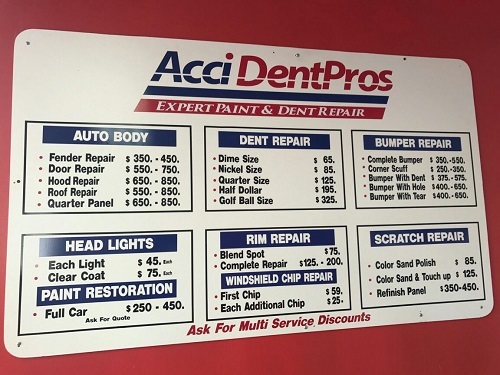 AcciDentPros
EXPERT PAINT & DENT REPAIR
AUTO BODY
• Fender Repair $ 350. - 450.
• Door Repair $ 550. - 750.
• Hood Repair $ 650. - 850.
• Roof Repair $ 550. - 850.
• Quarter Panel $ 650. - 850.
DENT REPAIR
• Dime Size $ 65.
• Nickel Size $ 85.
• Quarter Size $ 125.
• Half Dollar $ 195.
• Golf Ball Size $ 325.
BUMPER REPAIR
• Complete Bumper $ 350.-550.
• Corner Scuff $ 250.-350.
• Bumper With Dent $ 375.- 575.
• Bumper With Hole $400.- 650.
• Bumper With Tear $400.- 650.
HEAD LIGHTS
• Each Light $ 45. Each
• Clear Coat $ 75. Each
PAINT RESTORATION
• Full Car $250 - 450.
Ask For Quote
RIM REPAIR
• Blend Spot $75.
• Complete Repair $125.- 200.
WINDSHIELD CHIP REPAIR
• First Chip $ 59.
• Each Additional Chip $ 25.
SCRATCH REPAIR
• Color Sand Polish $ 85.
• Color Sand & Touch up $ 125.
• Refinish Panel $350-450.
Ask For Multi Service Discounts